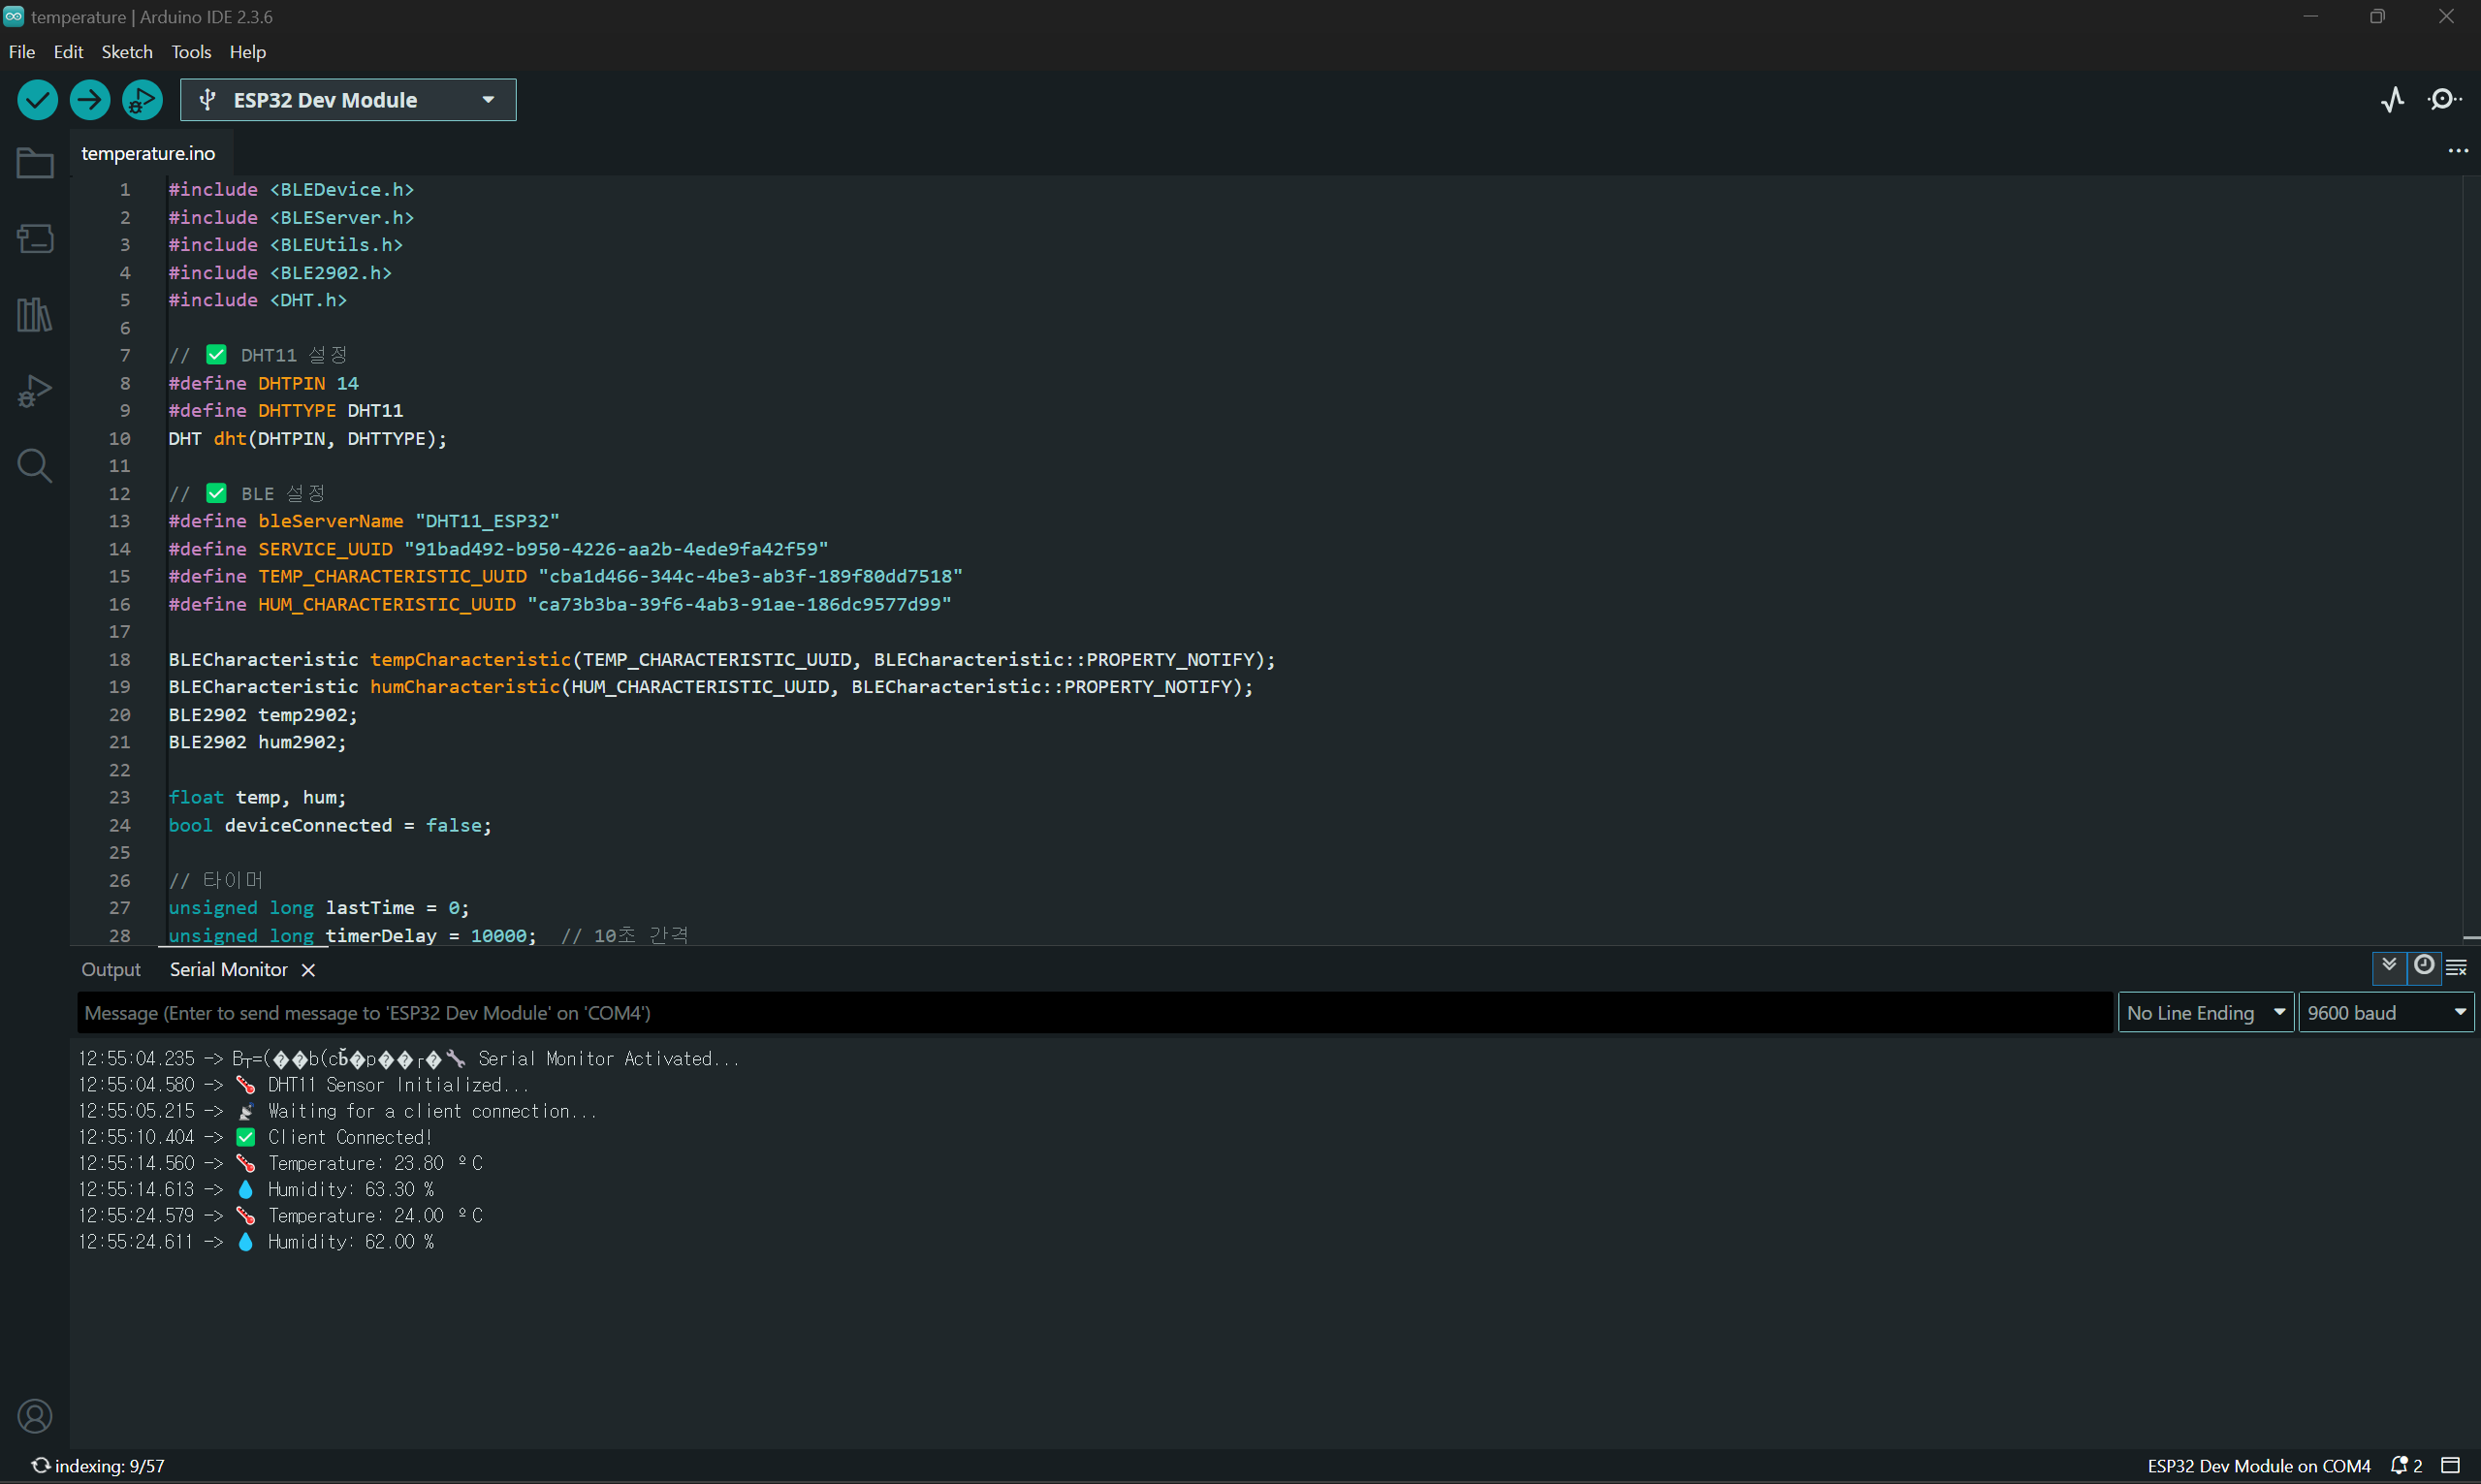 temperature | Arduino IDE 2.3.6
File Edit Sketch Tools Help
ESP32 Dev Module
temperature.ino
1 #include <BLEDevice.h>
2 #include <BLEServer.h>
3 #include <BLEUtils.h>
4 #include <BLE2902.h>
5 #include <DHT.h>
6
7 // ✅ DHT11 설정
8 #define DHTPIN 14
9 #define DHTTYPE DHT11
10 DHT dht(DHTPIN, DHTTYPE);
11
12 // ✅ BLE 설정
13 #define bleServerName "DHT11_ESP32"
14 #define SERVICE_UUID "91bad492-b950-4226-aa2b-4ede9fa42f59"
15 #define TEMP_CHARACTERISTIC_UUID "cba1d466-344c-4be3-ab3f-189f80dd7518"
16 #define HUM_CHARACTERISTIC_UUID "ca73b3ba-39f6-4ab3-91ae-186dc9577d99"
17
18 BLECharacteristic tempCharacteristic(TEMP_CHARACTERISTIC_UUID, BLECharacteristic::PROPERTY_NOTIFY);
19 BLECharacteristic humCharacteristic(HUM_CHARACTERISTIC_UUID, BLECharacteristic::PROPERTY_NOTIFY);
20 BLE2902 temp2902;
21 BLE2902 hum2902;
22
23 float temp, hum;
24 bool deviceConnected = false;
25
26 // 타이머
27 unsigned long lastTime = 0;
28 unsigned long timerDelay = 10000; // 10초 간격
Output Serial Monitor
Message (Enter to send message to 'ESP32 Dev Module' on 'COM4') No Line Ending 9600 baud
12:55:04.235 -> 🔧 Serial Monitor Activated...
12:55:04.580 -> 🌡 DHT11 Sensor Initialized...
12:55:05.215 -> 📡 Waiting for a client connection...
12:55:10.404 -> ✅ Client Connected!
12:55:14.560 -> 🌡 Temperature: 23.80 ºC
12:55:14.613 -> 💧 Humidity: 63.30 %
12:55:24.579 -> 🌡 Temperature: 24.00 ºC
12:55:24.611 -> 💧 Humidity: 62.00 %
indexing: 9/57 ESP32 Dev Module on COM4 2